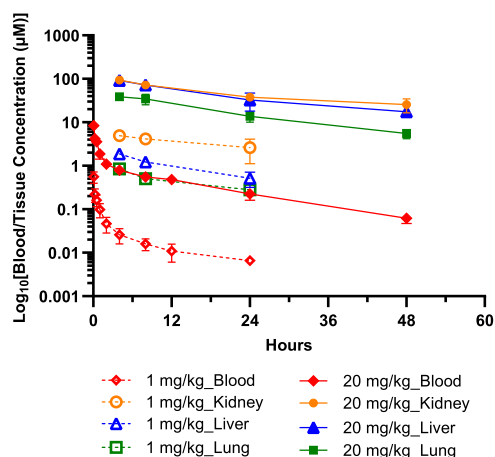 Log10[Blood/Tissue Concentration (µM)]
1000
100
10
1
0.1
0.01
0.001
0 12 24 36 48 60
Hours
1 mg/kg_Blood 20 mg/kg_Blood
1 mg/kg_Kidney 20 mg/kg_Kidney
1 mg/kg_Liver 20 mg/kg_Liver
1 mg/kg_Lung 20 mg/kg_Lung